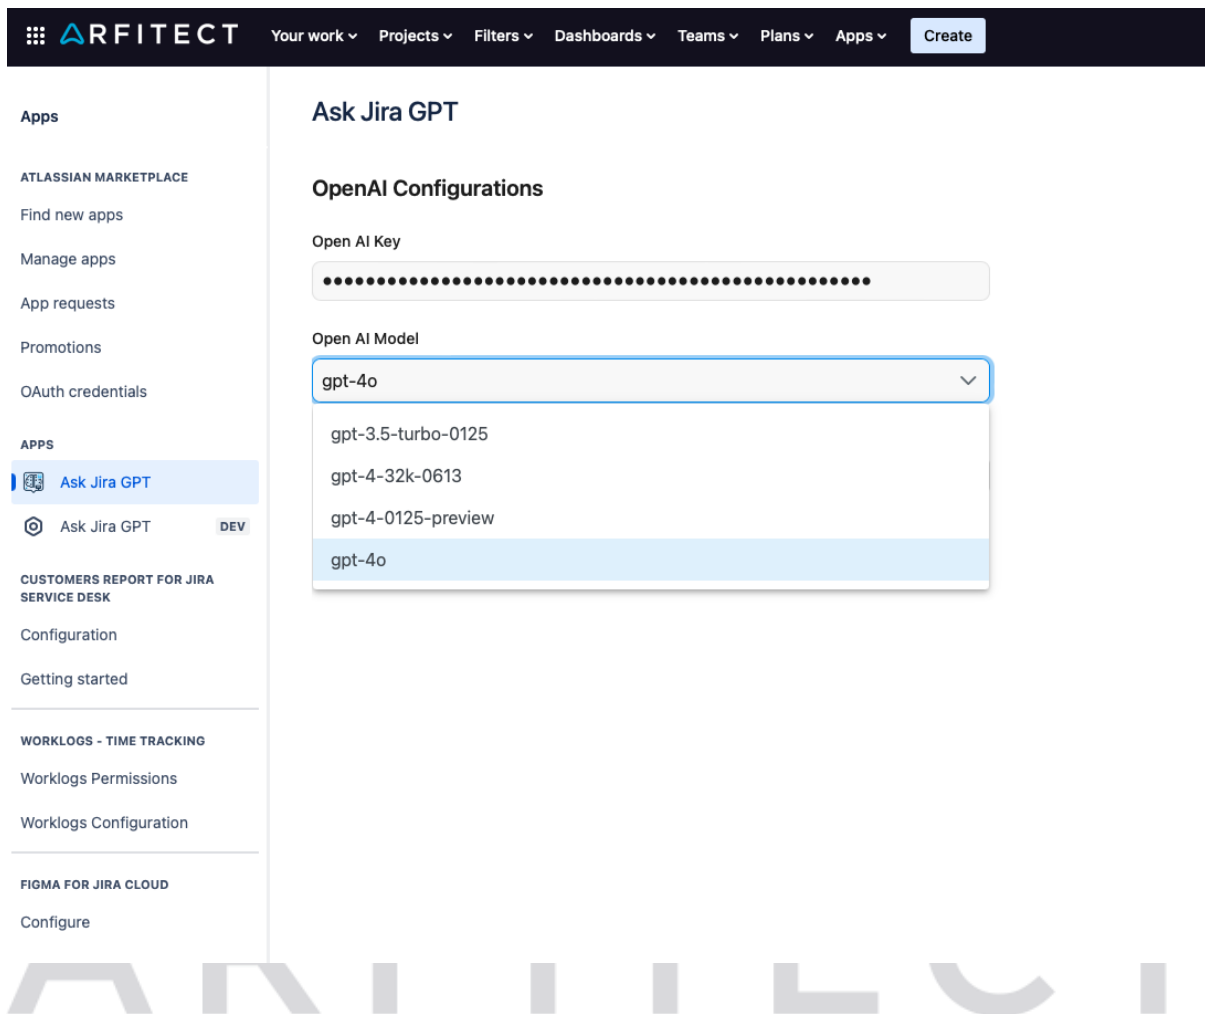 ARFITECT Your work Projects Filters Dashboards Teams Plans Apps Create
Apps
ATLASSIAN MARKETPLACE
Find new apps
Manage apps
App requests
Promotions
OAuth credentials
APPS
Ask Jira GPT
Ask Jira GPT DEV
CUSTOMERS REPORT FOR JIRA
SERVICE DESK
Configuration
Getting started
WORKLOGS - TIME TRACKING
Worklogs Permissions
Worklogs Configuration
FIGMA FOR JIRA CLOUD
Configure
Ask Jira GPT
OpenAI Configurations
Open AI Key
••••••••••••••••••••••••••••••••••••••••••••••••••• 
Open AI Model
gpt-4o
gpt-3.5-turbo-0125
gpt-4-32k-0613
gpt-4-0125-preview
gpt-4o
ARFITECT